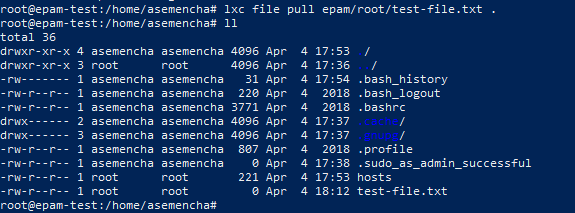 root@epam-test:/home/asemencha# lxc file pull epam/root/test-file.txt .
root@epam-test:/home/asemencha# ll
total 36
drwxr-xr-x 4 asemencha asemencha 4096 Apr  4 17:53 ./
drwxr-xr-x 3 root      root      4096 Apr  4 17:36 ../
-rw------- 1 asemencha asemencha   31 Apr  4 17:54 .bash_history
-rw-r--r-- 1 asemencha asemencha  220 Apr  4  2018 .bash_logout
-rw-r--r-- 1 asemencha asemencha 3771 Apr  4  2018 .bashrc
drwx------ 2 asemencha asemencha 4096 Apr  4 17:37 .cache/
drwx------ 3 asemencha asemencha 4096 Apr  4 17:37 .gnupg/
-rw-r--r-- 1 asemencha asemencha  807 Apr  4  2018 .profile
-rw-r--r-- 1 asemencha asemencha    0 Apr  4 17:38 .sudo_as_admin_successful
-rw-r--r-- 1 root      root       221 Apr  4 17:53 hosts
-rw-r--r-- 1 root      root         0 Apr  4 18:12 test-file.txt
root@epam-test:/home/asemencha#